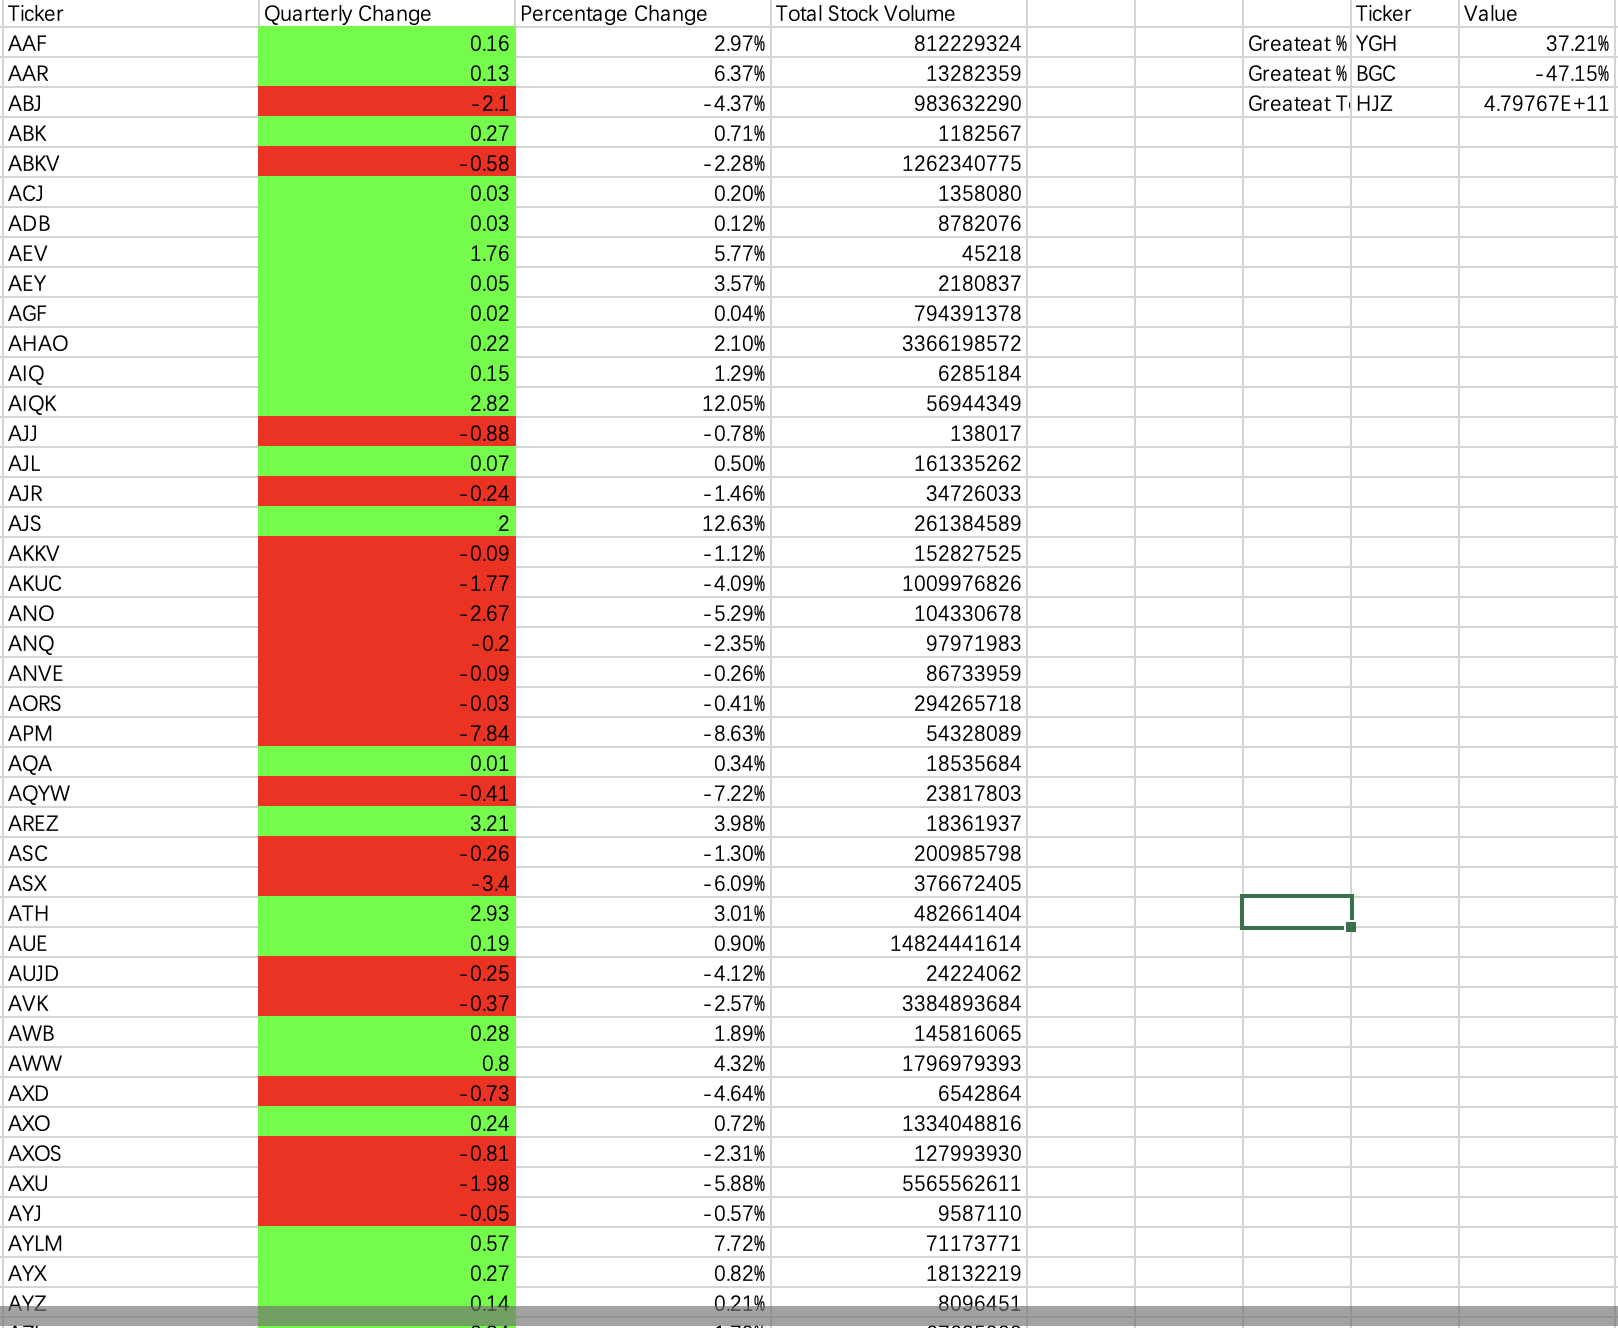 Ticker Quarterly Change Percentage Change Total Stock Volume Ticker Value
AAF 0.16 2.97% 812229324 Greateat % YGH 37.21%
AAR 0.13 6.37% 13282359 Greateat % BGC -47.15%
ABJ -2.1 -4.37% 983632290 Greateat T HJZ 4.79767E+11
ABK 0.27 0.71% 1182567
ABKV -0.58 -2.28% 1262340775
ACJ 0.03 0.20% 1358080
ADB 0.03 0.12% 8782076
AEV 1.76 5.77% 45218
AEY 0.05 3.57% 2180837
AGF 0.02 0.04% 794391378
AHAO 0.22 2.10% 3366198572
AIQ 0.15 1.29% 6285184
AIQK 2.82 12.05% 56944349
AJJ -0.88 -0.78% 138017
AJL 0.07 0.50% 161335262
AJR -0.24 -1.46% 34726033
AJS 2 12.63% 261384589
AKKV -0.09 -1.12% 152827525
AKUC -1.77 -4.09% 1009976826
ANO -2.67 -5.29% 104330678
ANQ -0.2 -2.35% 97971983
ANVE -0.09 -0.26% 86733959
AORS -0.03 -0.41% 294265718
APM -7.84 -8.63% 54328089
AQA 0.01 0.34% 18535684
AQYW -0.41 -7.22% 23817803
AREZ 3.21 3.98% 18361937
ASC -0.26 -1.30% 200985798
ASX -3.4 -6.09% 376672405
ATH 2.93 3.01% 482661404
AUE 0.19 0.90% 14824441614
AUJD -0.25 -4.12% 24224062
AVK -0.37 -2.57% 3384893684
AWB 0.28 1.89% 145816065
AWW 0.8 4.32% 1796979393
AXD -0.73 -4.64% 6542864
AXO 0.24 0.72% 1334048816
AXOS -0.81 -2.31% 127993930
AXU -1.98 -5.88% 5565562611
AYJ -0.05 -0.57% 9587110
AYLM 0.57 7.72% 71173771
AYX 0.27 0.82% 18132219
AYZ 0.14 0.21% 8096451